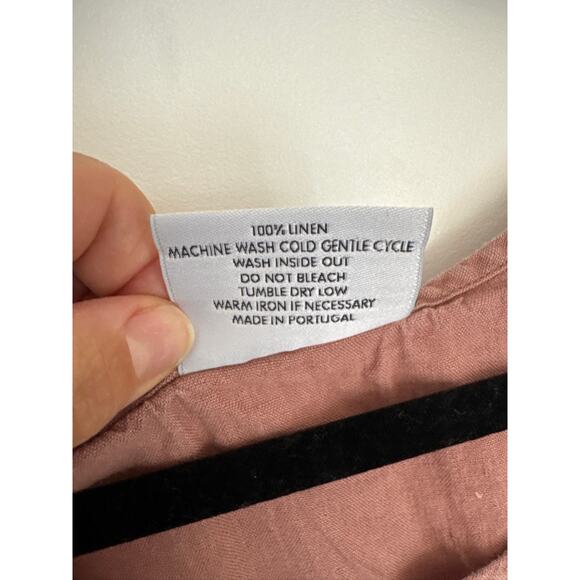 100% LINEN
MACHINE WASH COLD GENTLE CYCLE
WASH INSIDE OUT
DO NOT BLEACH
TUMBLE DRY LOW
WARM IRON IF NECESSARY
MADE IN PORTUGAL